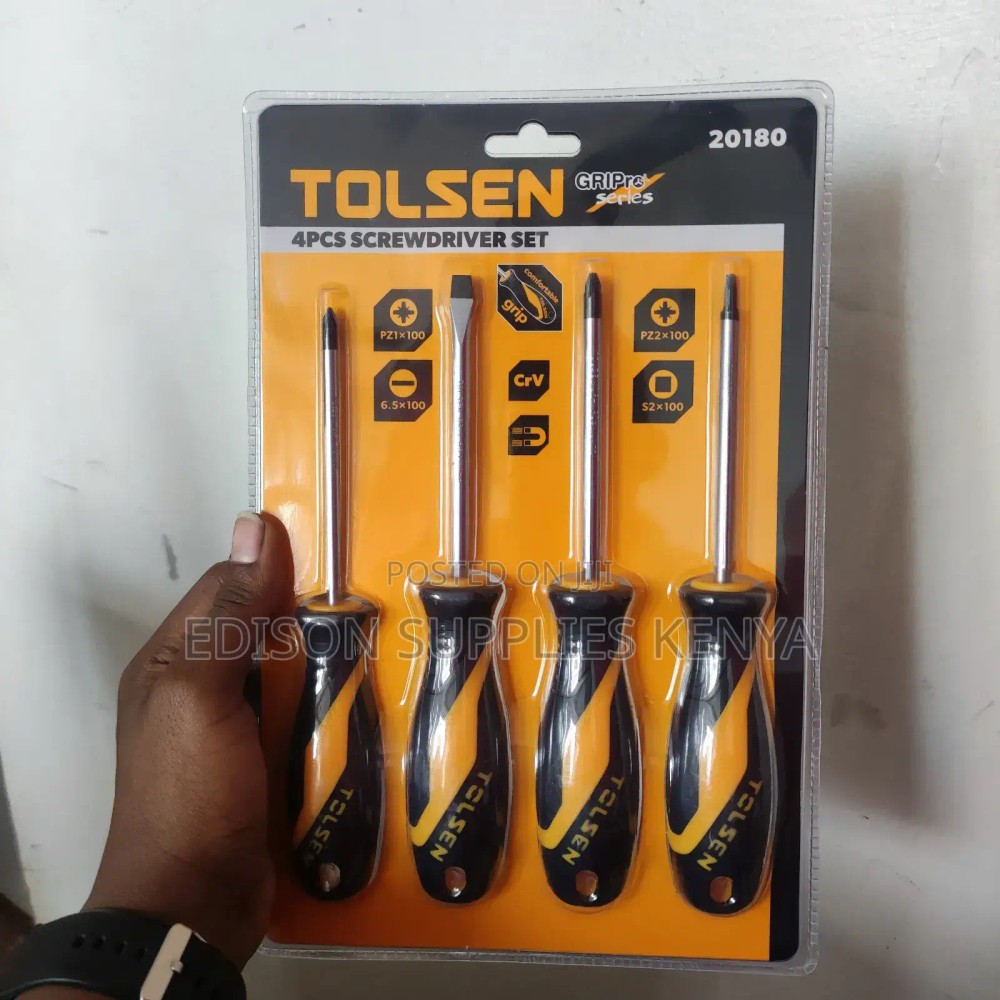 20180
TOLSEN GRIPro series
4PCS SCREWDRIVER SET
comfortable
grip
PZ1×100
PZ2×100
CrV
6.5×100
S2×100
POSTED ON JIJI
EDISON SUPPLIES KENYA
TOLSEN
TOLSEN
TOLSEN
TOLSEN